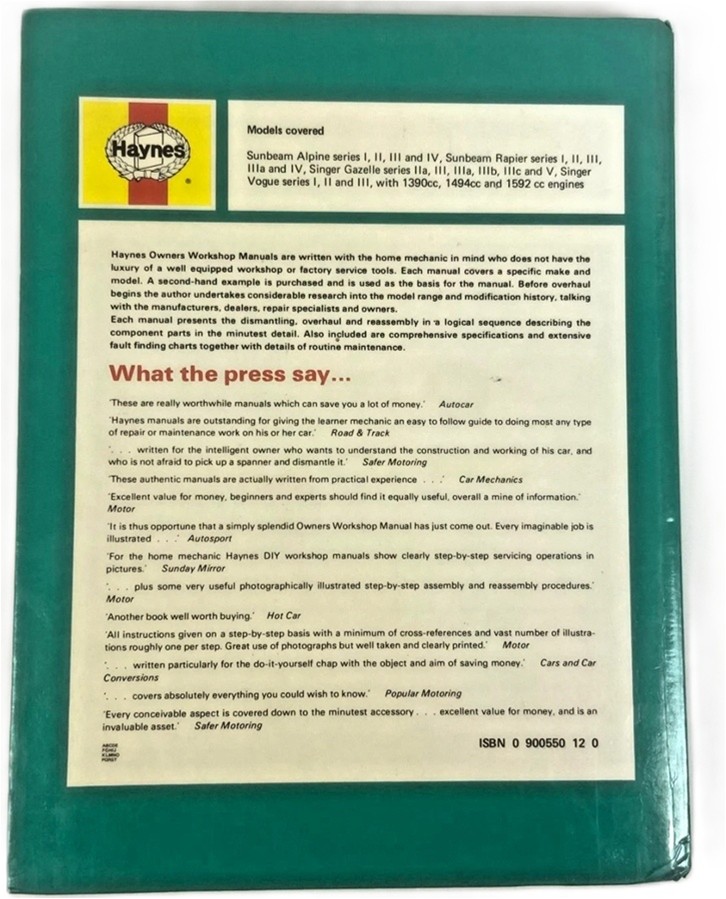 Haynes
®
Models covered
Sunbeam Alpine series I, II, III and IV, Sunbeam Rapier series I, II, III,
IIIa and IV, Singer Gazelle series IIa, III, IIIa, IIIb, IIIc and V, Singer
Vogue series I, II and III, with 1390cc, 1494cc and 1592 cc engines
Haynes Owners Workshop Manuals are written with the home mechanic in mind who does not have the
luxury of a well equipped workshop or factory service tools. Each manual covers a specific make and
model. A second-hand example is purchased and is used as the basis for the manual. Before overhaul
begins the author undertakes considerable research into the model range and modification history, talking
with the manufacturers, dealers, repair specialists and owners.
Each manual presents the dismantling, overhaul and reassembly in a logical sequence describing the
component parts in the minutest detail. Also included are comprehensive specifications and extensive
fault finding charts together with details of routine maintenance.
What the press say...
'These are really worthwhile manuals which can save you a lot of money.' Autocar
'Haynes manuals are outstanding for giving the learner mechanic an easy to follow guide to doing most any type
of repair or maintenance work on his or her car.' Road & Track
'. . . written for the intelligent owner who wants to understand the construction and working of his car, and
who is not afraid to pick up a spanner and dismantle it.' Safer Motoring
'These authentic manuals are actually written from practical experience . . .' Car Mechanics
'Excellent value for money, beginners and experts should find it equally useful, overall a mine of information.'
Motor
'It is thus opportune that a simply splendid Owners Workshop Manual has just come out. Every imaginable job is
illustrated . . .' Autosport
'For the home mechanic Haynes DIY workshop manuals show clearly step-by-step servicing operations in
pictures.' Sunday Mirror
'. . . plus some very useful photographically illustrated step-by-step assembly and reassembly procedures.'
Motor
'Another book well worth buying.' Hot Car
'All instructions given on a step-by-step basis with a minimum of cross-references and vast number of illustra-
tions roughly one per step. Great use of photographs but well taken and clearly printed.' Motor
'. . . written particularly for the do-it-yourself chap with the object and aim of saving money.' Cars and Car
Conversions
'. . . covers absolutely everything you could wish to know.' Popular Motoring
'Every conceivable aspect is covered down to the minutest accessory . . . excellent value for money, and is an
invaluable asset.' Safer Motoring
ISBN 0 900550 12 0